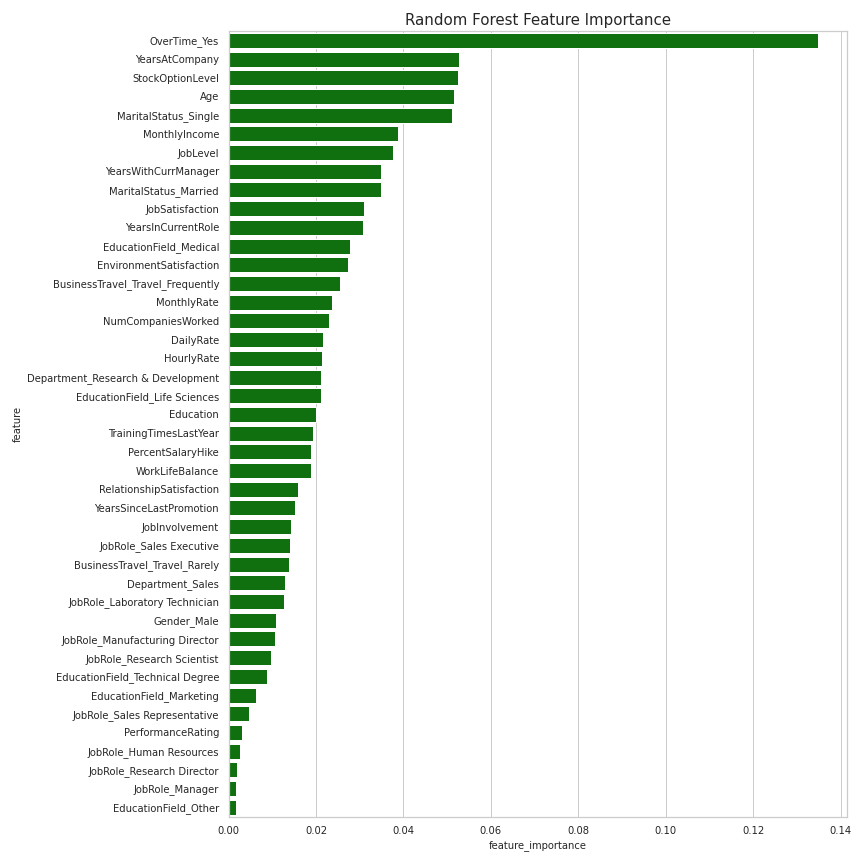 Random Forest Feature Importance
OverTime_Yes
YearsAtCompany
StockOptionLevel
Age
MaritalStatus_Single
MonthlyIncome
JobLevel
YearsWithCurrManager
MaritalStatus_Married
JobSatisfaction
YearsInCurrentRole
EducationField_Medical
EnvironmentSatisfaction
BusinessTravel_Travel_Frequently
MonthlyRate
NumCompaniesWorked
DailyRate
HourlyRate
Department_Research & Development
EducationField_Life Sciences
Education
TrainingTimesLastYear
PercentSalaryHike
WorkLifeBalance
RelationshipSatisfaction
YearsSinceLastPromotion
JobInvolvement
JobRole_Sales Executive
BusinessTravel_Travel_Rarely
Department_Sales
JobRole_Laboratory Technician
Gender_Male
JobRole_Manufacturing Director
JobRole_Research Scientist
EducationField_Technical Degree
EducationField_Marketing
JobRole_Sales Representative
PerformanceRating
JobRole_Human Resources
JobRole_Research Director
JobRole_Manager
EducationField_Other
feature
0.00 0.02 0.04 0.06 0.08 0.10 0.12 0.14
feature_importance